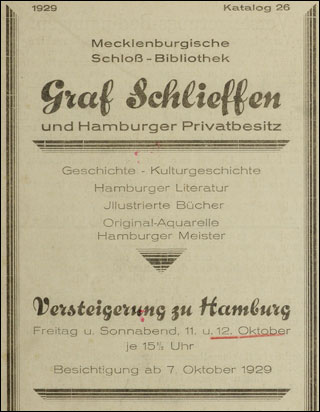 1929 Katalog 26
Mecklenburgische
Schloß-Bibliothek
Graf Schlieffen
und Hamburger Privatbesitz
Geschichte - Kulturgeschichte
Hamburger Literatur
Jllustrierte Bücher
Original-Aquarelle
Hamburger Meister
Versteigerung zu Hamburg
Freitag u. Sonnabend, 11. u. 12. Oktober
je 15½ Uhr
Besichtigung ab 7. Oktober 1929